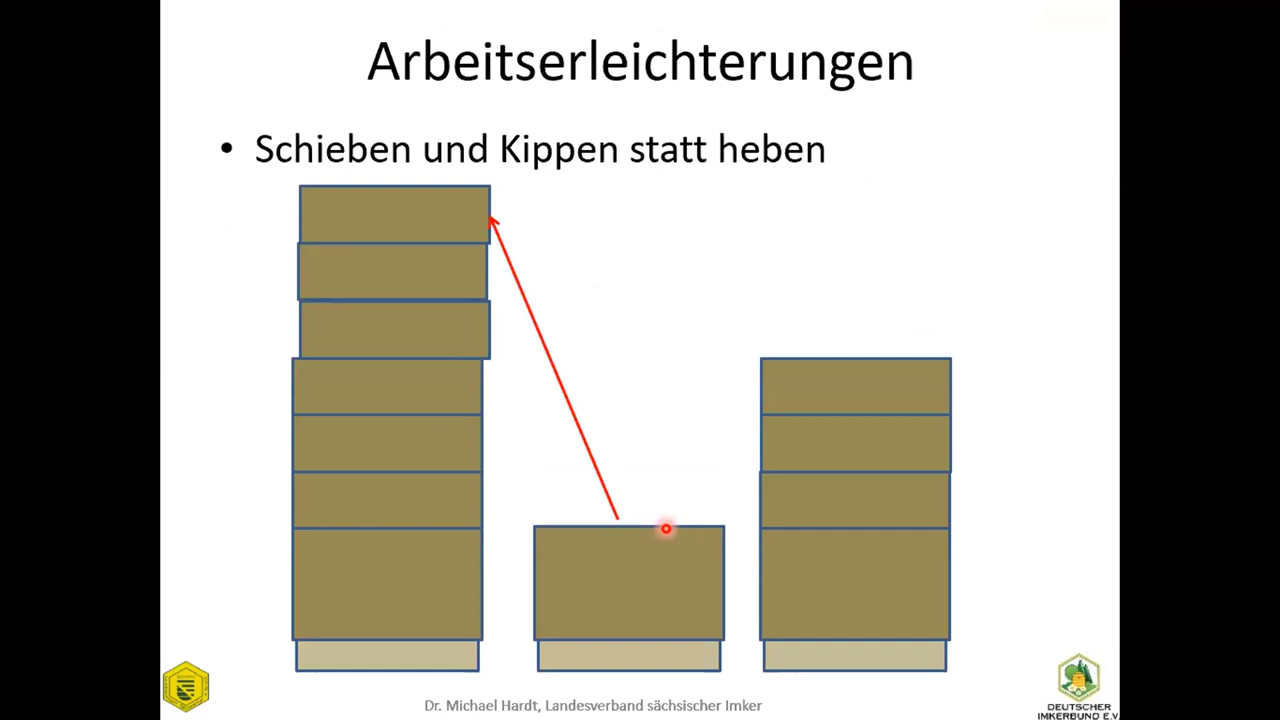 Arbeitserleichterungen
• Schieben und Kippen statt heben
Dr. Michael Hardt, Landesverband sächsischer Imker
DEUTSCHER
IMKERBUND E.V